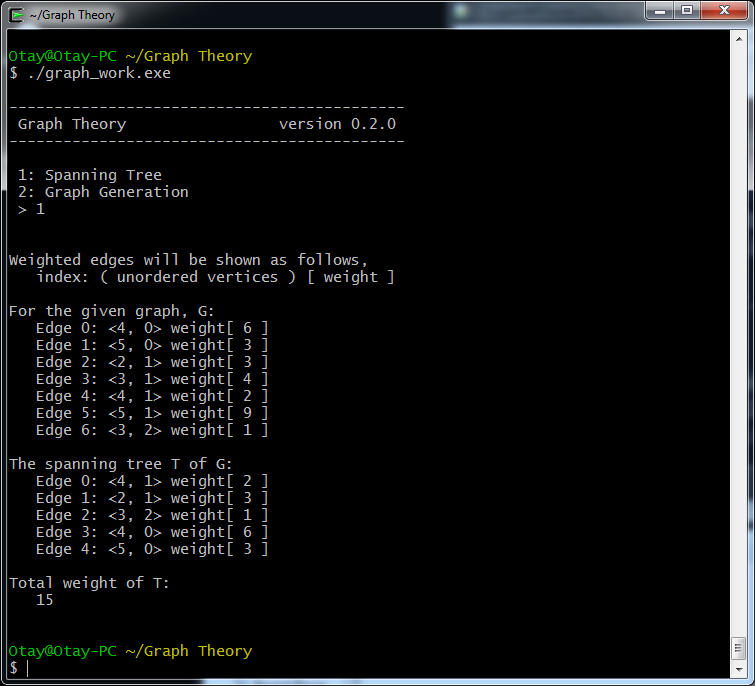 ~/Graph Theory
Otay@Otay-PC ~/Graph Theory
$ ./graph_work.exe
--------------------------------------------
Graph Theory                 version 0.2.0
--------------------------------------------
1: Spanning Tree
2: Graph Generation
> 1
Weighted edges will be shown as follows,
index: ( unordered vertices ) [ weight ]
For the given graph, G:
Edge 0: <4, 0> weight[ 6 ]
Edge 1: <5, 0> weight[ 3 ]
Edge 2: <2, 1> weight[ 3 ]
Edge 3: <3, 1> weight[ 4 ]
Edge 4: <4, 1> weight[ 2 ]
Edge 5: <5, 1> weight[ 9 ]
Edge 6: <3, 2> weight[ 1 ]
The spanning tree T of G:
Edge 0: <4, 1> weight[ 2 ]
Edge 1: <2, 1> weight[ 3 ]
Edge 2: <3, 2> weight[ 1 ]
Edge 3: <4, 0> weight[ 6 ]
Edge 4: <5, 0> weight[ 3 ]
Total weight of T:
15
Otay@Otay-PC ~/Graph Theory
$